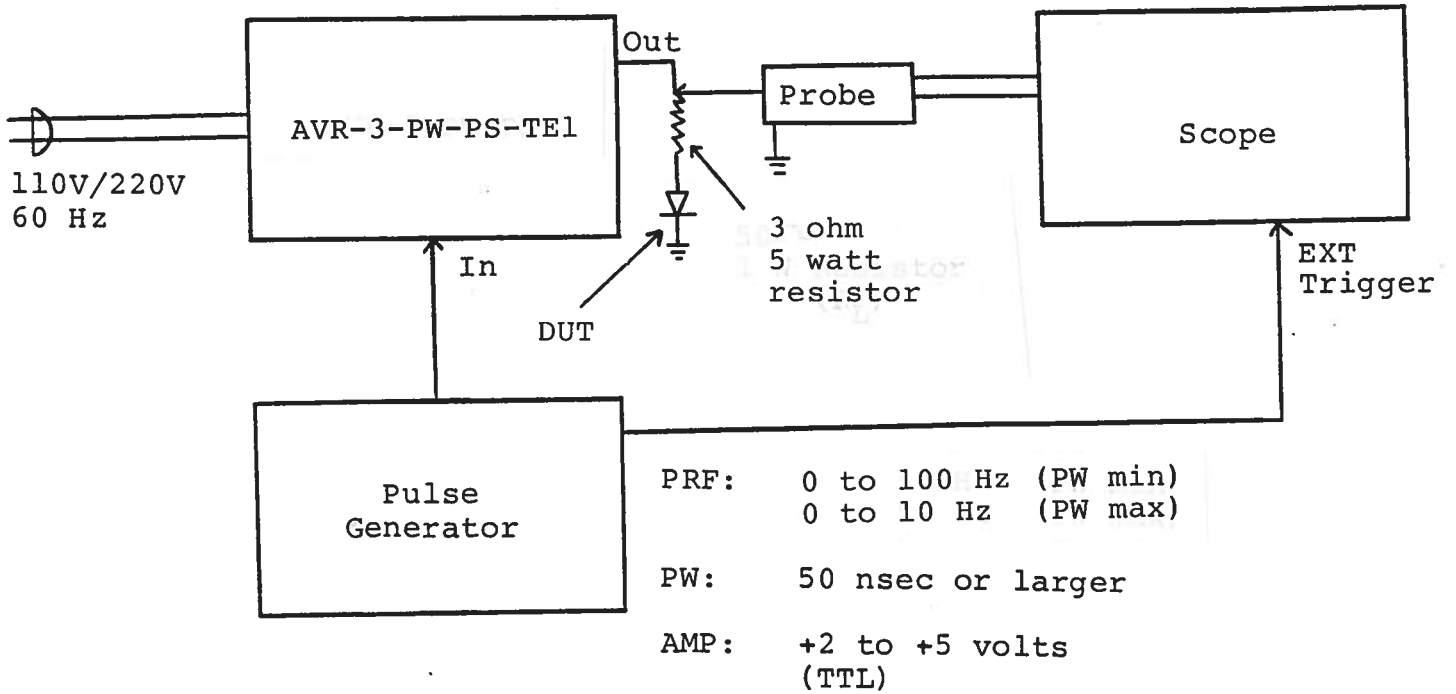 Out
AVR-3-PW-PS-TE1
Probe
Scope
110V/220V
60 Hz
In
3 ohm
5 watt
resistor
DUT
EXT
Trigger
Pulse
Generator
PRF: 0 to 100 Hz (PW min)
0 to 10 Hz (PW max)
PW: 50 nsec or larger
AMP: +2 to +5 volts
(TTL)